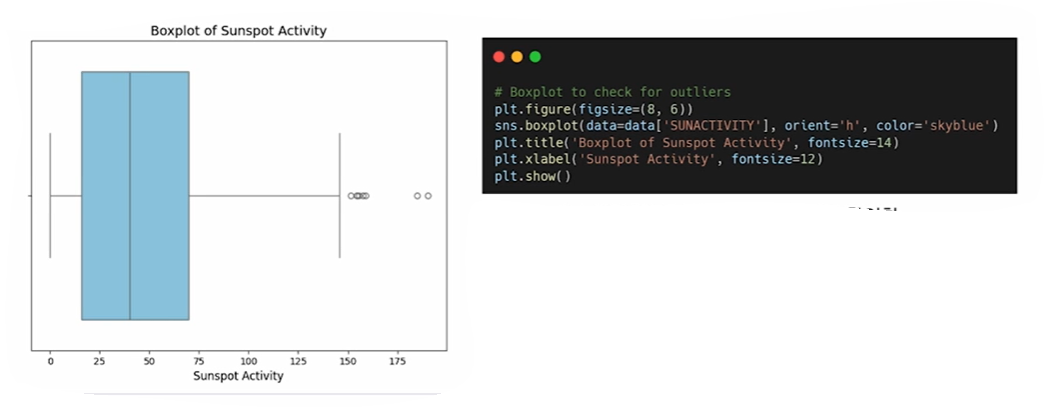 Boxplot of Sunspot Activity
0 25 50 75 100 125 150 175
Sunspot Activity
# Boxplot to check for outliers
plt.figure(figsize=(8, 6))
sns.boxplot(data=data['SUNACTIVITY'], orient='h', color='skyblue')
plt.title('Boxplot of Sunspot Activity', fontsize=14)
plt.xlabel('Sunspot Activity', fontsize=12)
plt.show()